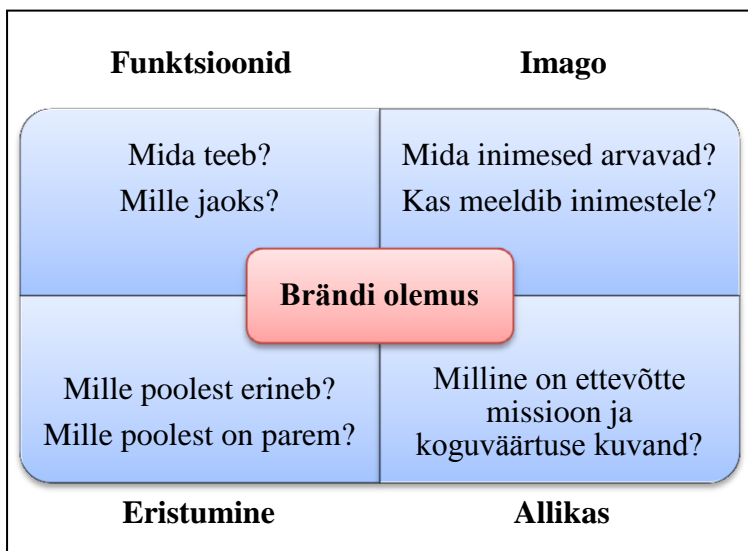 Funktsioonid
Imago
Mida teeb?
Mille jaoks?
Mida inimesed arvavad?
Kas meeldib inimestele?
Brändi olemus
Mille poolest erineb?
Mille poolest on parem?
Milline on ettevõtte
missioon ja
koguväärtuse kuvand?
Eristumine
Allikas